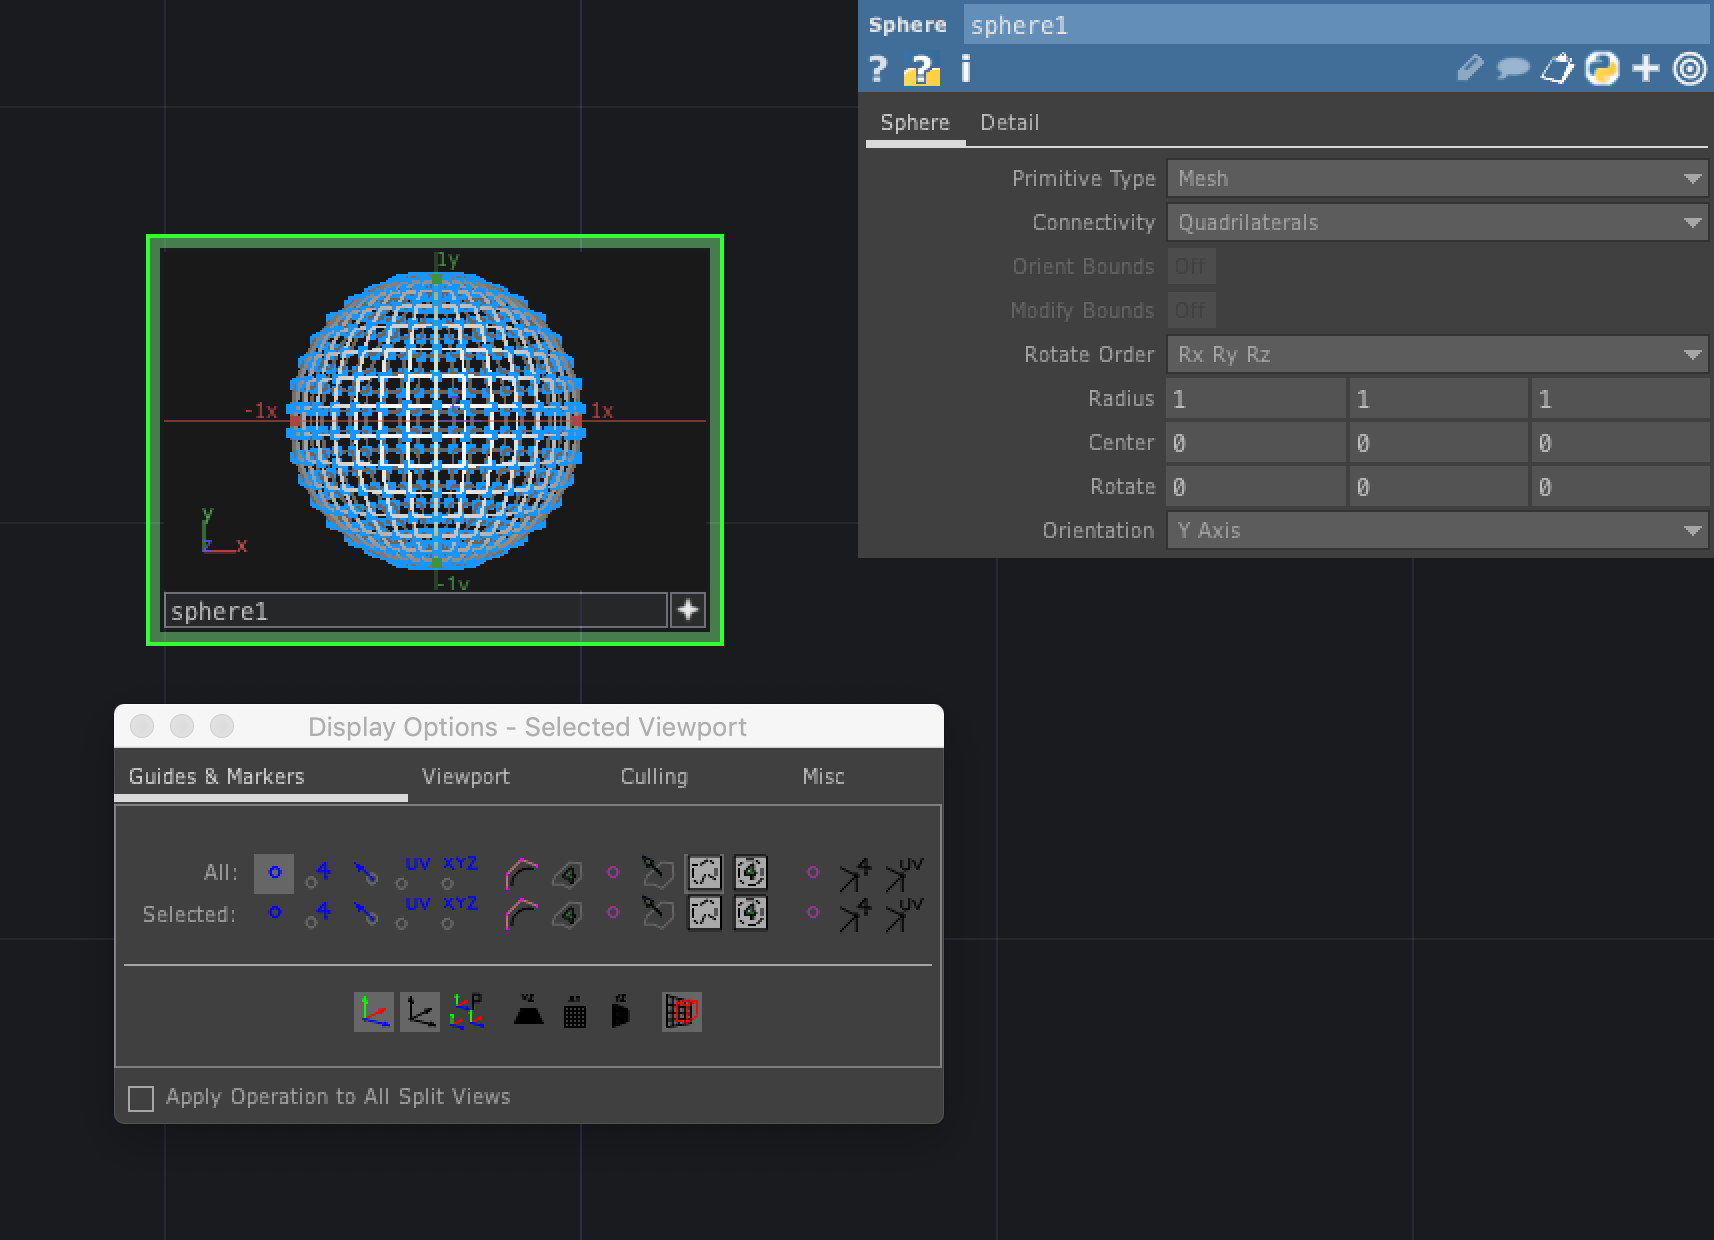 Sphere sphere1
? ? i
Sphere Detail
Primitive Type Mesh
Connectivity Quadrilaterals
Orient Bounds Off
Modify Bounds Off
Rotate Order Rx Ry Rz
Radius 1 1 1
Center 0 0 0
Rotate 0 0 0
Orientation Y Axis
1y
-1x 1x
y
z x
-1y
sphere1
Display Options - Selected Viewport
Guides & Markers Viewport Culling Misc
All: 4 UV XYZ 4 4 4 UV
Selected: 4 UV XYZ 4 4 4 UV
P
Apply Operation to All Split Views